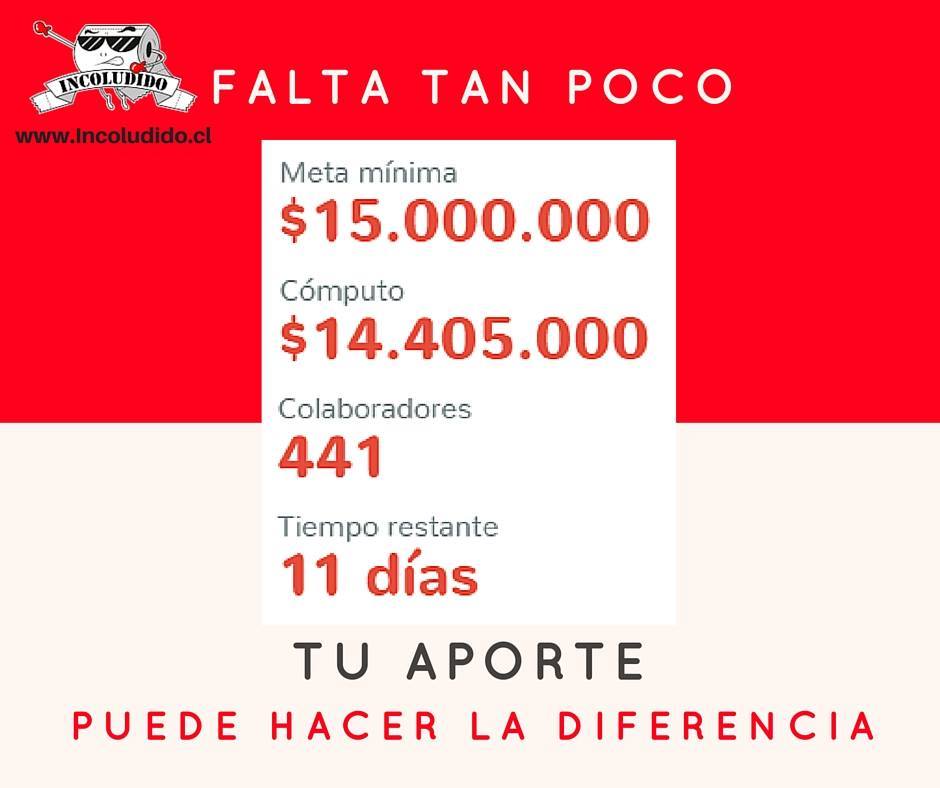 INCOLUDIDO
www.Incoludido.cl
FALTA TAN POCO
Meta mínima
$15.000.000
Cómputo
$14.405.000
Colaboradores
441
Tiempo restante
11 días
TU APORTE
PUEDE HACER LA DIFERENCIA